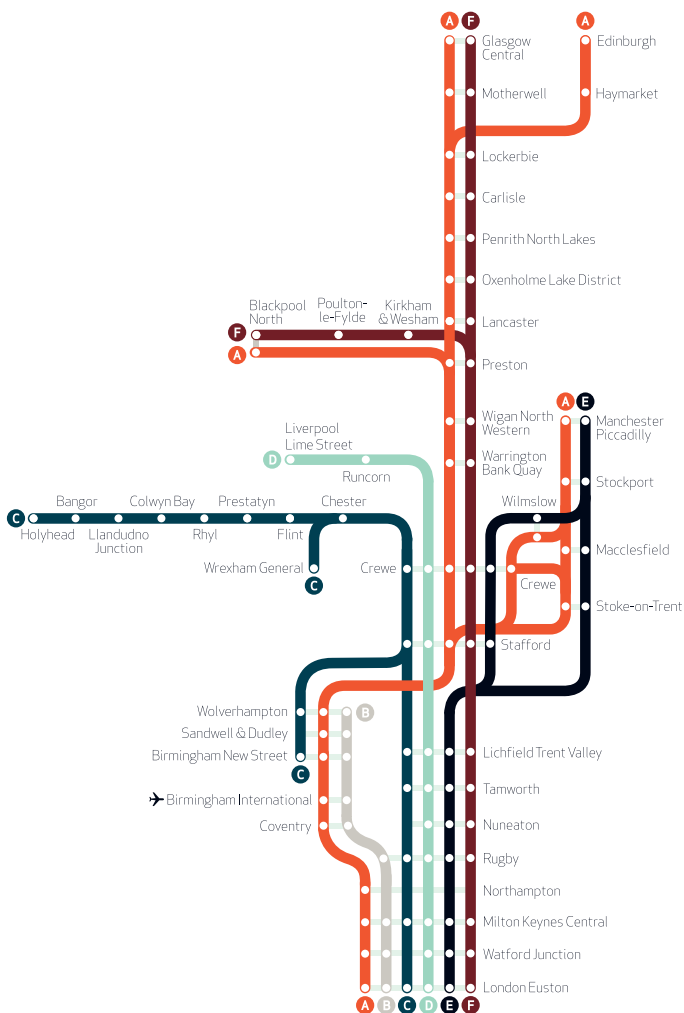 A
F
A
Glasgow
Central
Edinburgh
Motherwell
Haymarket
Lockerbie
Carlisle
Penrith North Lakes
Oxenholme Lake District
Blackpool
North
Poulton-
le-Fylde
Kirkham
& Wesham
Lancaster
F
A
Preston
A
E
Wigan North
Western
Manchester
Piccadilly
Liverpool
Lime Street
D
Runcorn
Warrington
Bank Quay
Stockport
Wilmslow
Bangor
Colwyn Bay
Prestatyn
Chester
C
Holyhead
Llandudno
Junction
Rhyl
Flint
Macclesfield
Wrexham General
C
Crewe
Crewe
Stoke-on-Trent
Stafford
Wolverhampton
B
Sandwell & Dudley
Birmingham New Street
C
Lichfield Trent Valley
Tamworth
Birmingham International
Coventry
Nuneaton
Rugby
Northampton
Milton Keynes Central
Watford Junction
London Euston
A
B
C
D
E
F